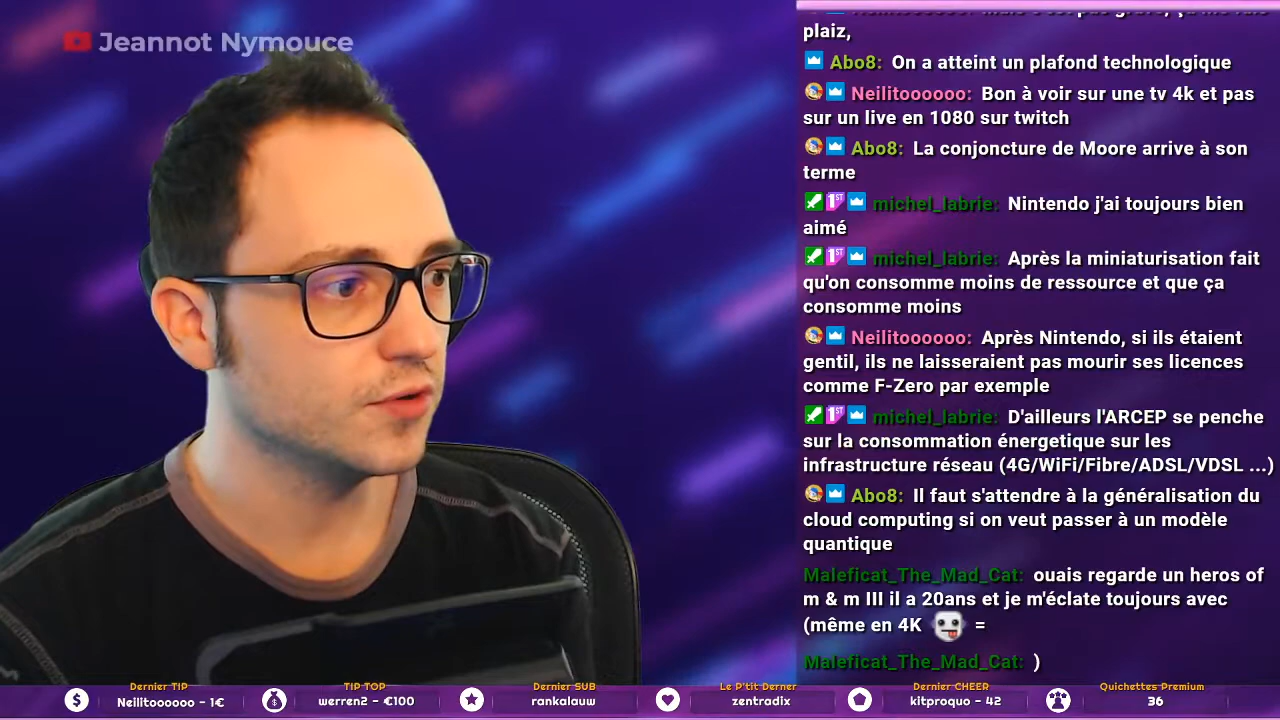 Jeannot Nymouce
plaiz,
Abo8: On a atteint un plafond technologique
Neilitoooooo: Bon à voir sur une tv 4k et pas
sur un live en 1080 sur twitch
Abo8: La conjoncture de Moore arrive à son
terme
michel_labrie: Nintendo j'ai toujours bien
aimé
michel_labrie: Après la miniaturisation fait
qu'on consomme moins de ressource et que ça
consomme moins
Neilitoooooo: Après Nintendo, si ils étaient
gentil, ils ne laisseraient pas mourir ses licences
comme F-Zero par exemple
michel_labrie: D'ailleurs l'ARCEP se penche
sur la consommation énergetique sur les
infrastructure réseau (4G/WiFi/Fibre/ADSL/VDSL ...)
Abo8: Il faut s'attendre à la généralisation du
cloud computing si on veut passer à un modèle
quantique
Maleficat_The_Mad_Cat: ouais regarde un heros of
m & m III il a 20ans et je m'éclate toujours avec
(même en 4K =
Maleficat_The_Mad_Cat: )
Dernier TIP
Neilitoooooo - 1€
TIP TOP
werren2 - €100
Dernier SUB
rankalauw
Le P'tit Derner
zentradix
Dernier CHEER
kitproquo - 42
Quichettes Premium
36